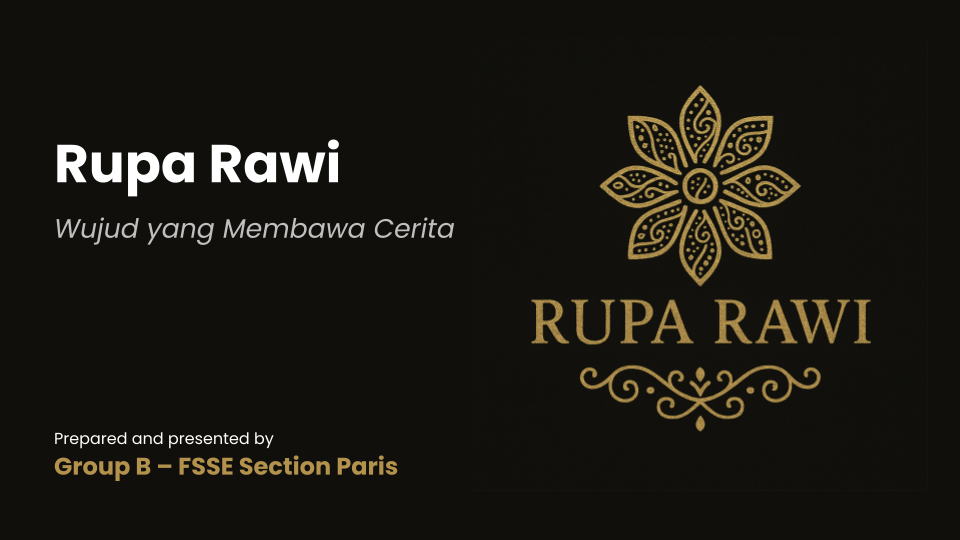 Rupa Rawi
Wujud yang Membawa Cerita
Prepared and presented by
Group B – FSSE Section Paris
RUPA RAWI